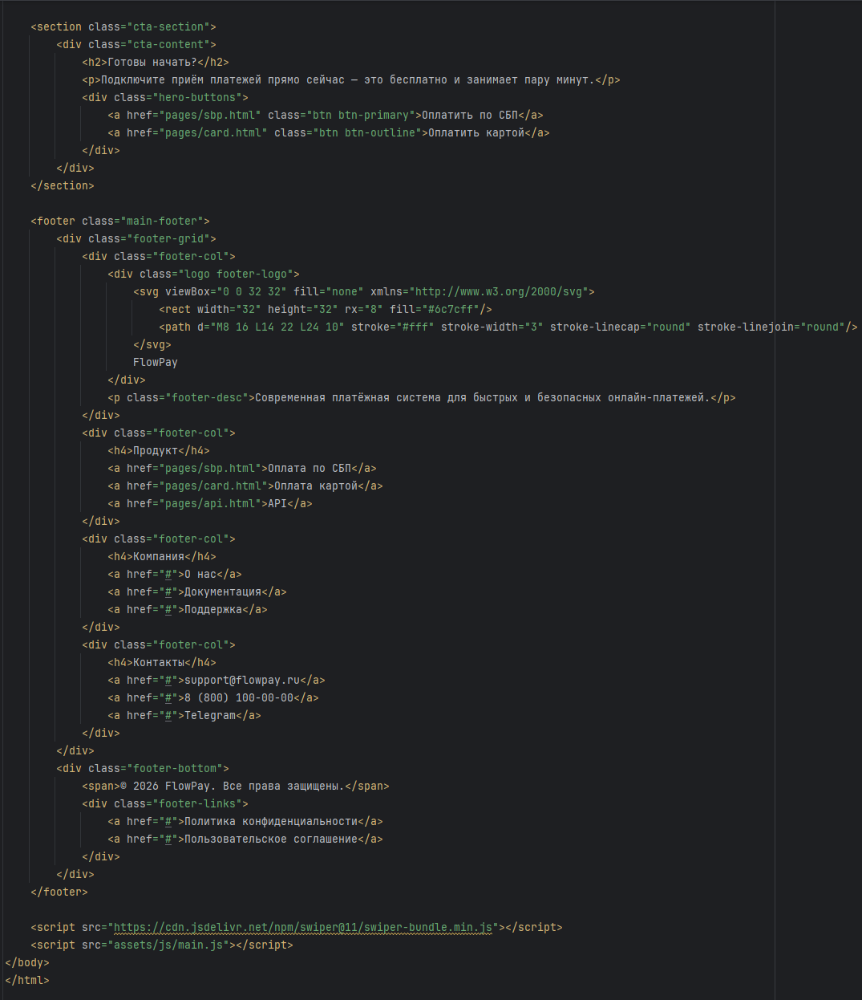 <section class="cta-section">
<div class="cta-content">
<h2>Готовы начать?</h2>
<p>Подключите приём платежей прямо сейчас — это бесплатно и занимает пару минут.</p>
<div class="hero-buttons">
<a href="pages/sbp.html" class="btn btn-primary">Оплатить по СБП</a>
<a href="pages/card.html" class="btn btn-outline">Оплатить картой</a>
</div>
</div>
</section>
<footer class="main-footer">
<div class="footer-grid">
<div class="footer-col">
<div class="logo footer-logo">
<svg viewBox="0 0 32 32" fill="none" xmlns="http://www.w3.org/2000/svg">
<rect width="32" height="32" rx="8" fill="#6c7cff"/>
<path d="M8 16 L14 22 L24 10" stroke="#fff" stroke-width="3" stroke-linecap="round" stroke-linejoin="round"/>
</svg>
FlowPay
</div>
<p class="footer-desc">Современная платёжная система для быстрых и безопасных онлайн-платежей.</p>
</div>
<div class="footer-col">
<h4>Продукт</h4>
<a href="pages/sbp.html">Оплата по СБП</a>
<a href="pages/card.html">Оплата картой</a>
<a href="pages/api.html">API</a>
</div>
<div class="footer-col">
<h4>Компания</h4>
<a href="#">О нас</a>
<a href="#">Документация</a>
<a href="#">Поддержка</a>
</div>
<div class="footer-col">
<h4>Контакты</h4>
<a href="#">support@flowpay.ru</a>
<a href="#">8 (800) 100-00-00</a>
<a href="#">Telegram</a>
</div>
</div>
<div class="footer-bottom">
<span>© 2026 FlowPay. Все права защищены.</span>
<div class="footer-links">
<a href="#">Политика конфиденциальности</a>
<a href="#">Пользовательское соглашение</a>
</div>
</div>
</footer>
<script src="https://cdn.jsdelivr.net/npm/swiper@11/swiper-bundle.min.js"></script>
<script src="assets/js/main.js"></script>
</body>
</html>